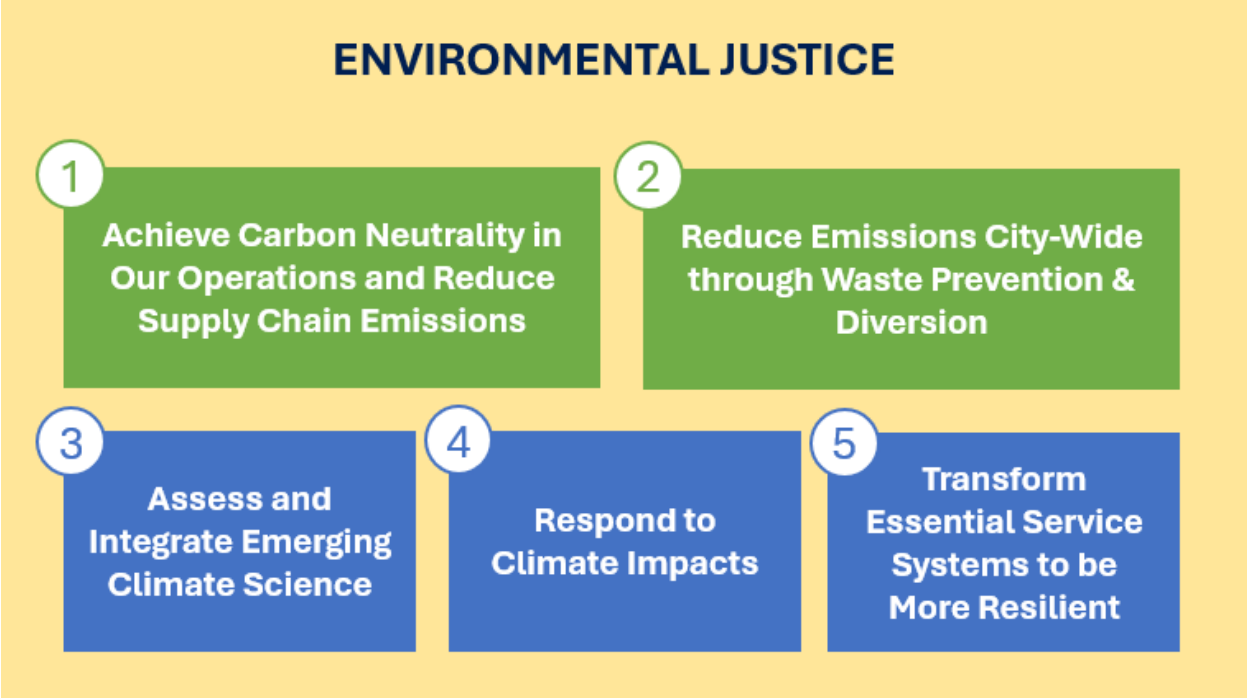 ENVIRONMENTAL JUSTICE
1
Achieve Carbon Neutrality in
Our Operations and Reduce
Supply Chain Emissions
2
Reduce Emissions City-Wide
through Waste Prevention &
Diversion
3
Assess and
Integrate Emerging
Climate Science
4
Respond to
Climate Impacts
5
Transform
Essential Service
Systems to be
More Resilient